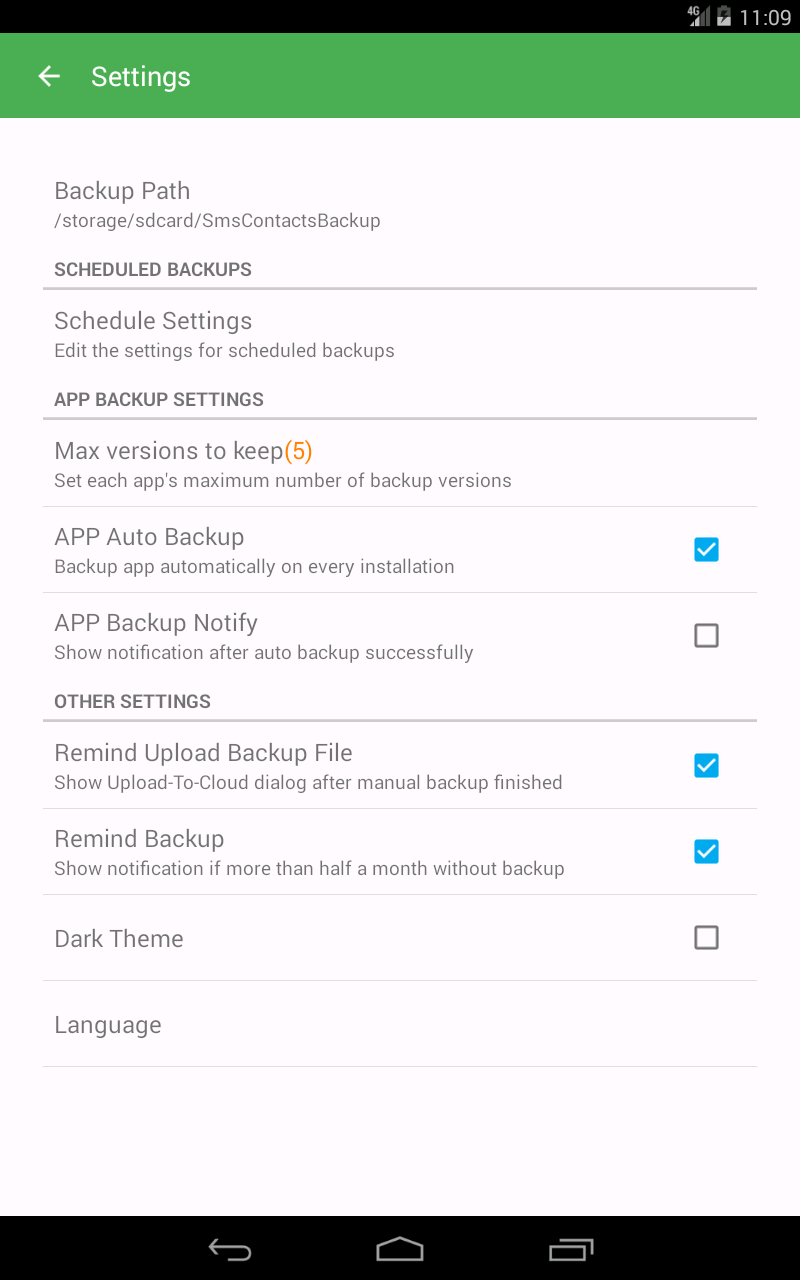 4G 11:09
Settings
Backup Path
/storage/sdcard/SmsContactsBackup
SCHEDULED BACKUPS
Schedule Settings
Edit the settings for scheduled backups
APP BACKUP SETTINGS
Max versions to keep(5)
Set each app's maximum number of backup versions
APP Auto Backup
Backup app automatically on every installation
APP Backup Notify
Show notification after auto backup successfully
OTHER SETTINGS
Remind Upload Backup File
Show Upload-To-Cloud dialog after manual backup finished
Remind Backup
Show notification if more than half a month without backup
Dark Theme
Language